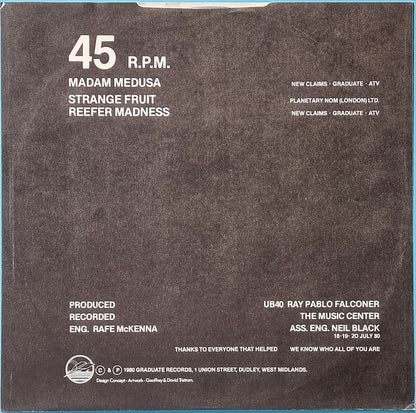 45 R.P.M.
MADAM MEDUSA NEW CLAIMS · GRADUATE · ATV
STRANGE FRUIT PLANETARY NOM (LONDON) LTD.
REEFER MADNESS NEW CLAIMS · GRADUATE · ATV
PRODUCED UB40 RAY PABLO FALCONER
RECORDED THE MUSIC CENTER
ENG. RAFE McKENNA ASS. ENG. NEIL BLACK
18·19· 20 JULY 80
THANKS TO EVERYONE THAT HELPED WE KNOW WHO ALL OF YOU ARE
C & P 1980 GRADUATE RECORDS, 1 UNION STREET, DUDLEY, WEST MIDLANDS.
Design Concept - Artwork - Geoffrey & David Tristram.